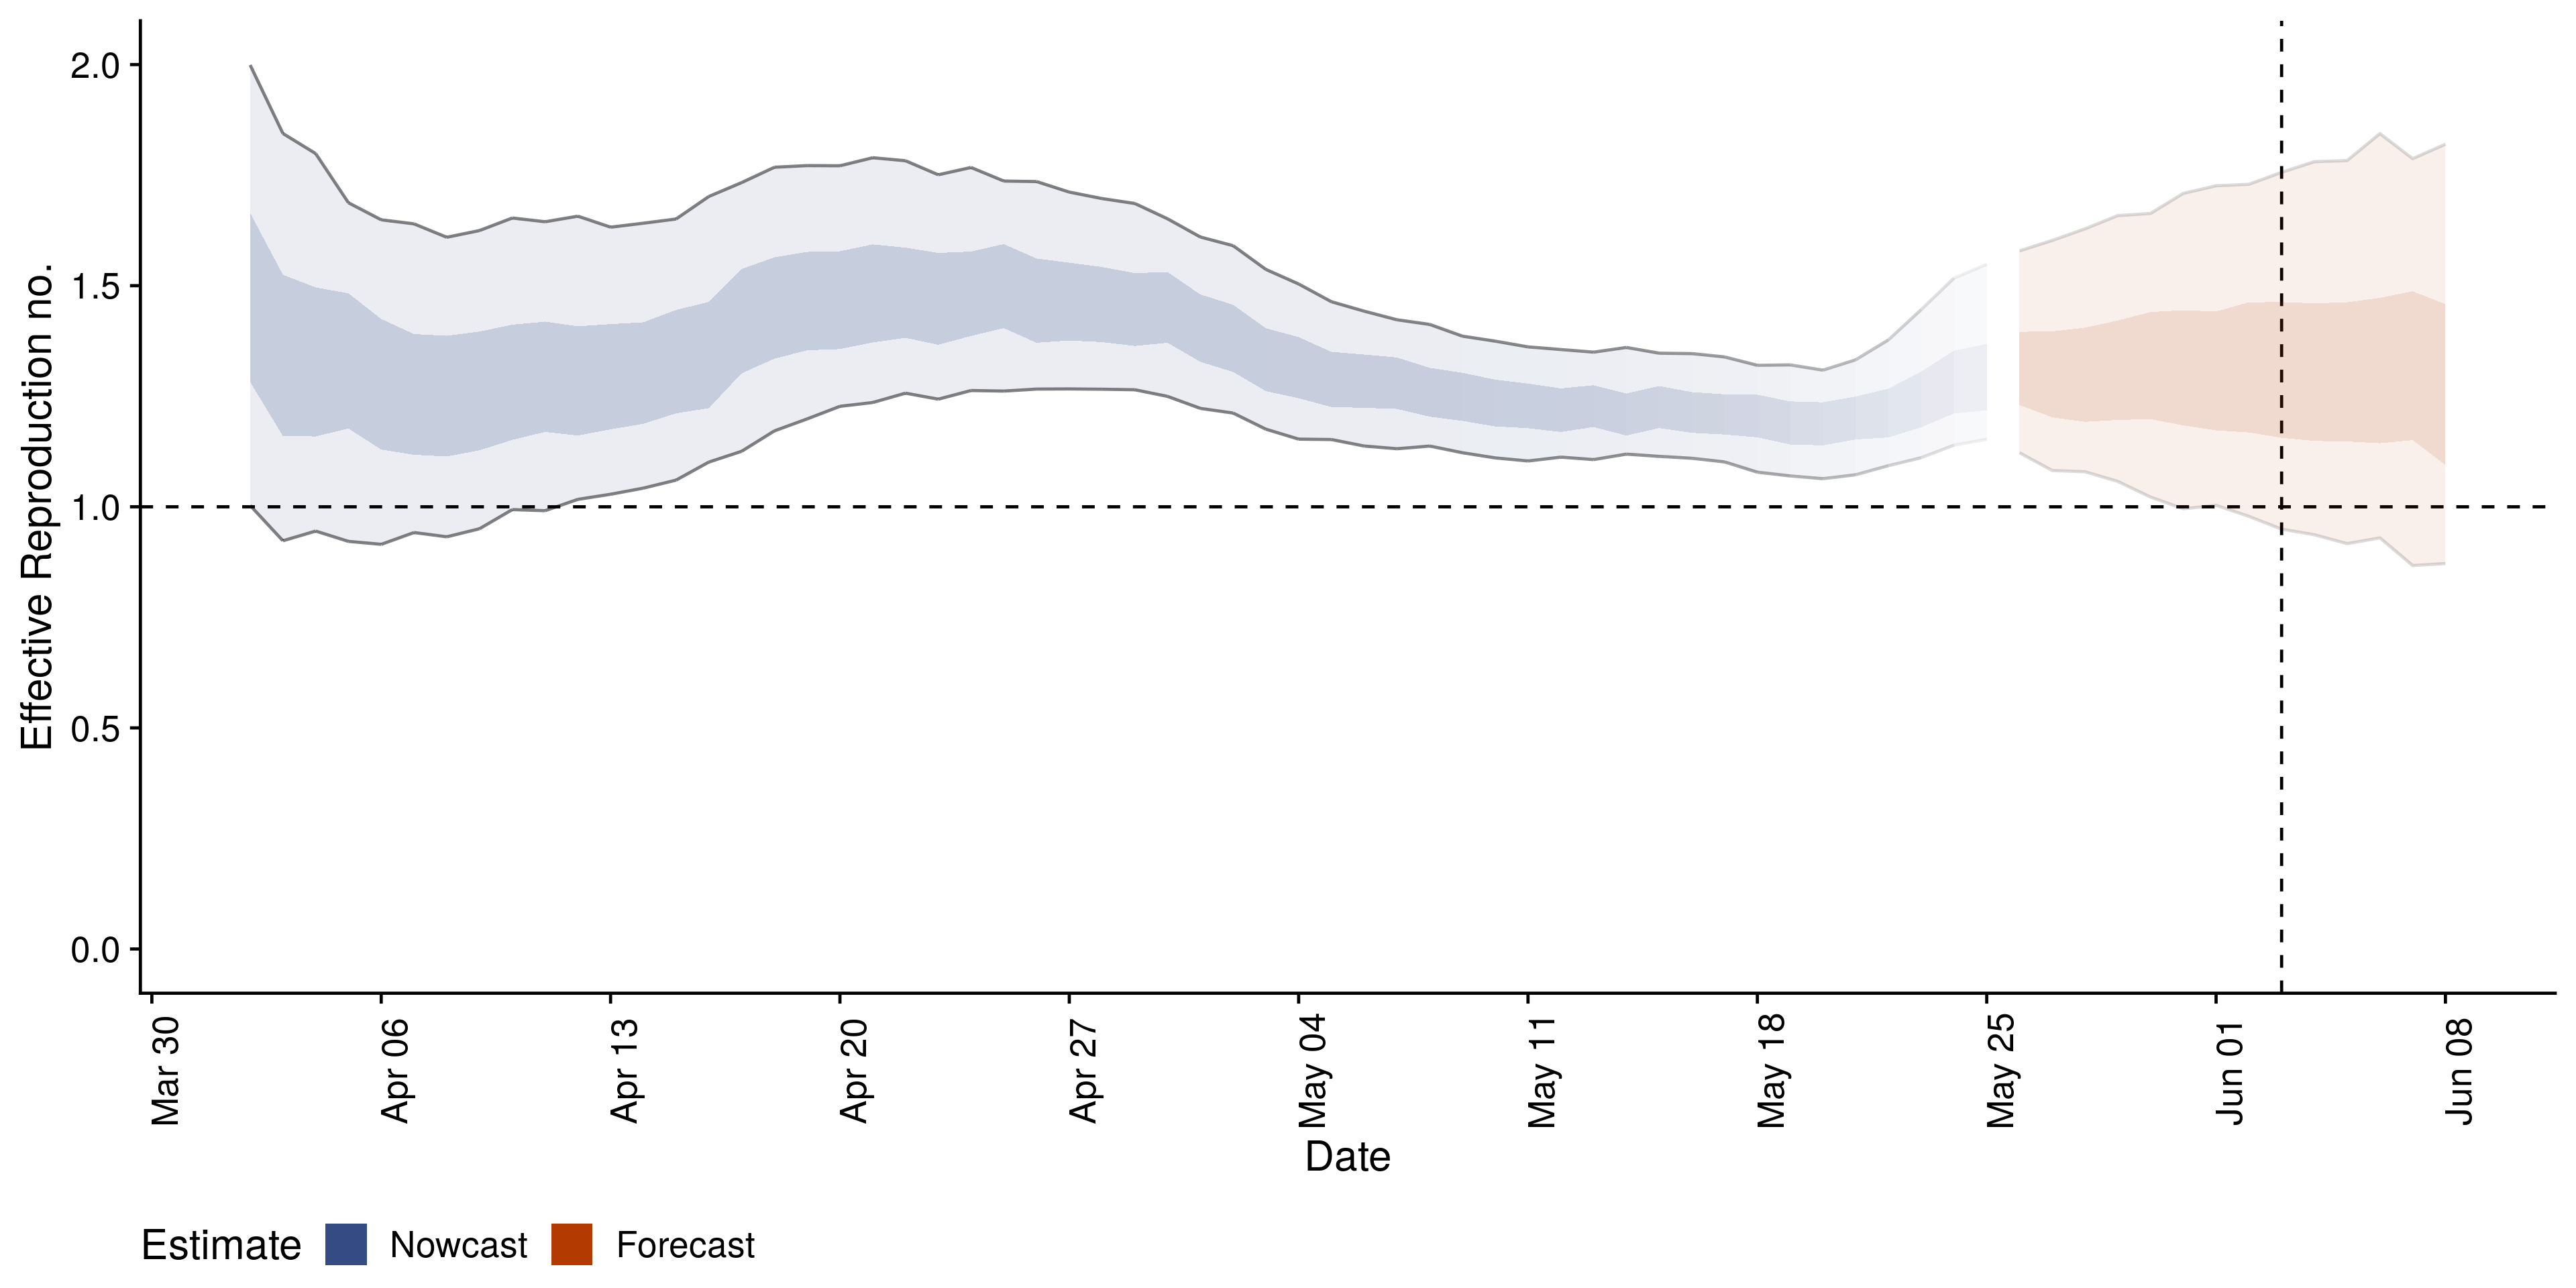 Effective Reproduction no.
2.0
1.5
1.0
0.5
0.0
Mar 30
Apr 06
Apr 13
Apr 20
Apr 27
May 04
May 11
May 18
May 25
Jun 01
Jun 08
Date
Estimate Nowcast Forecast